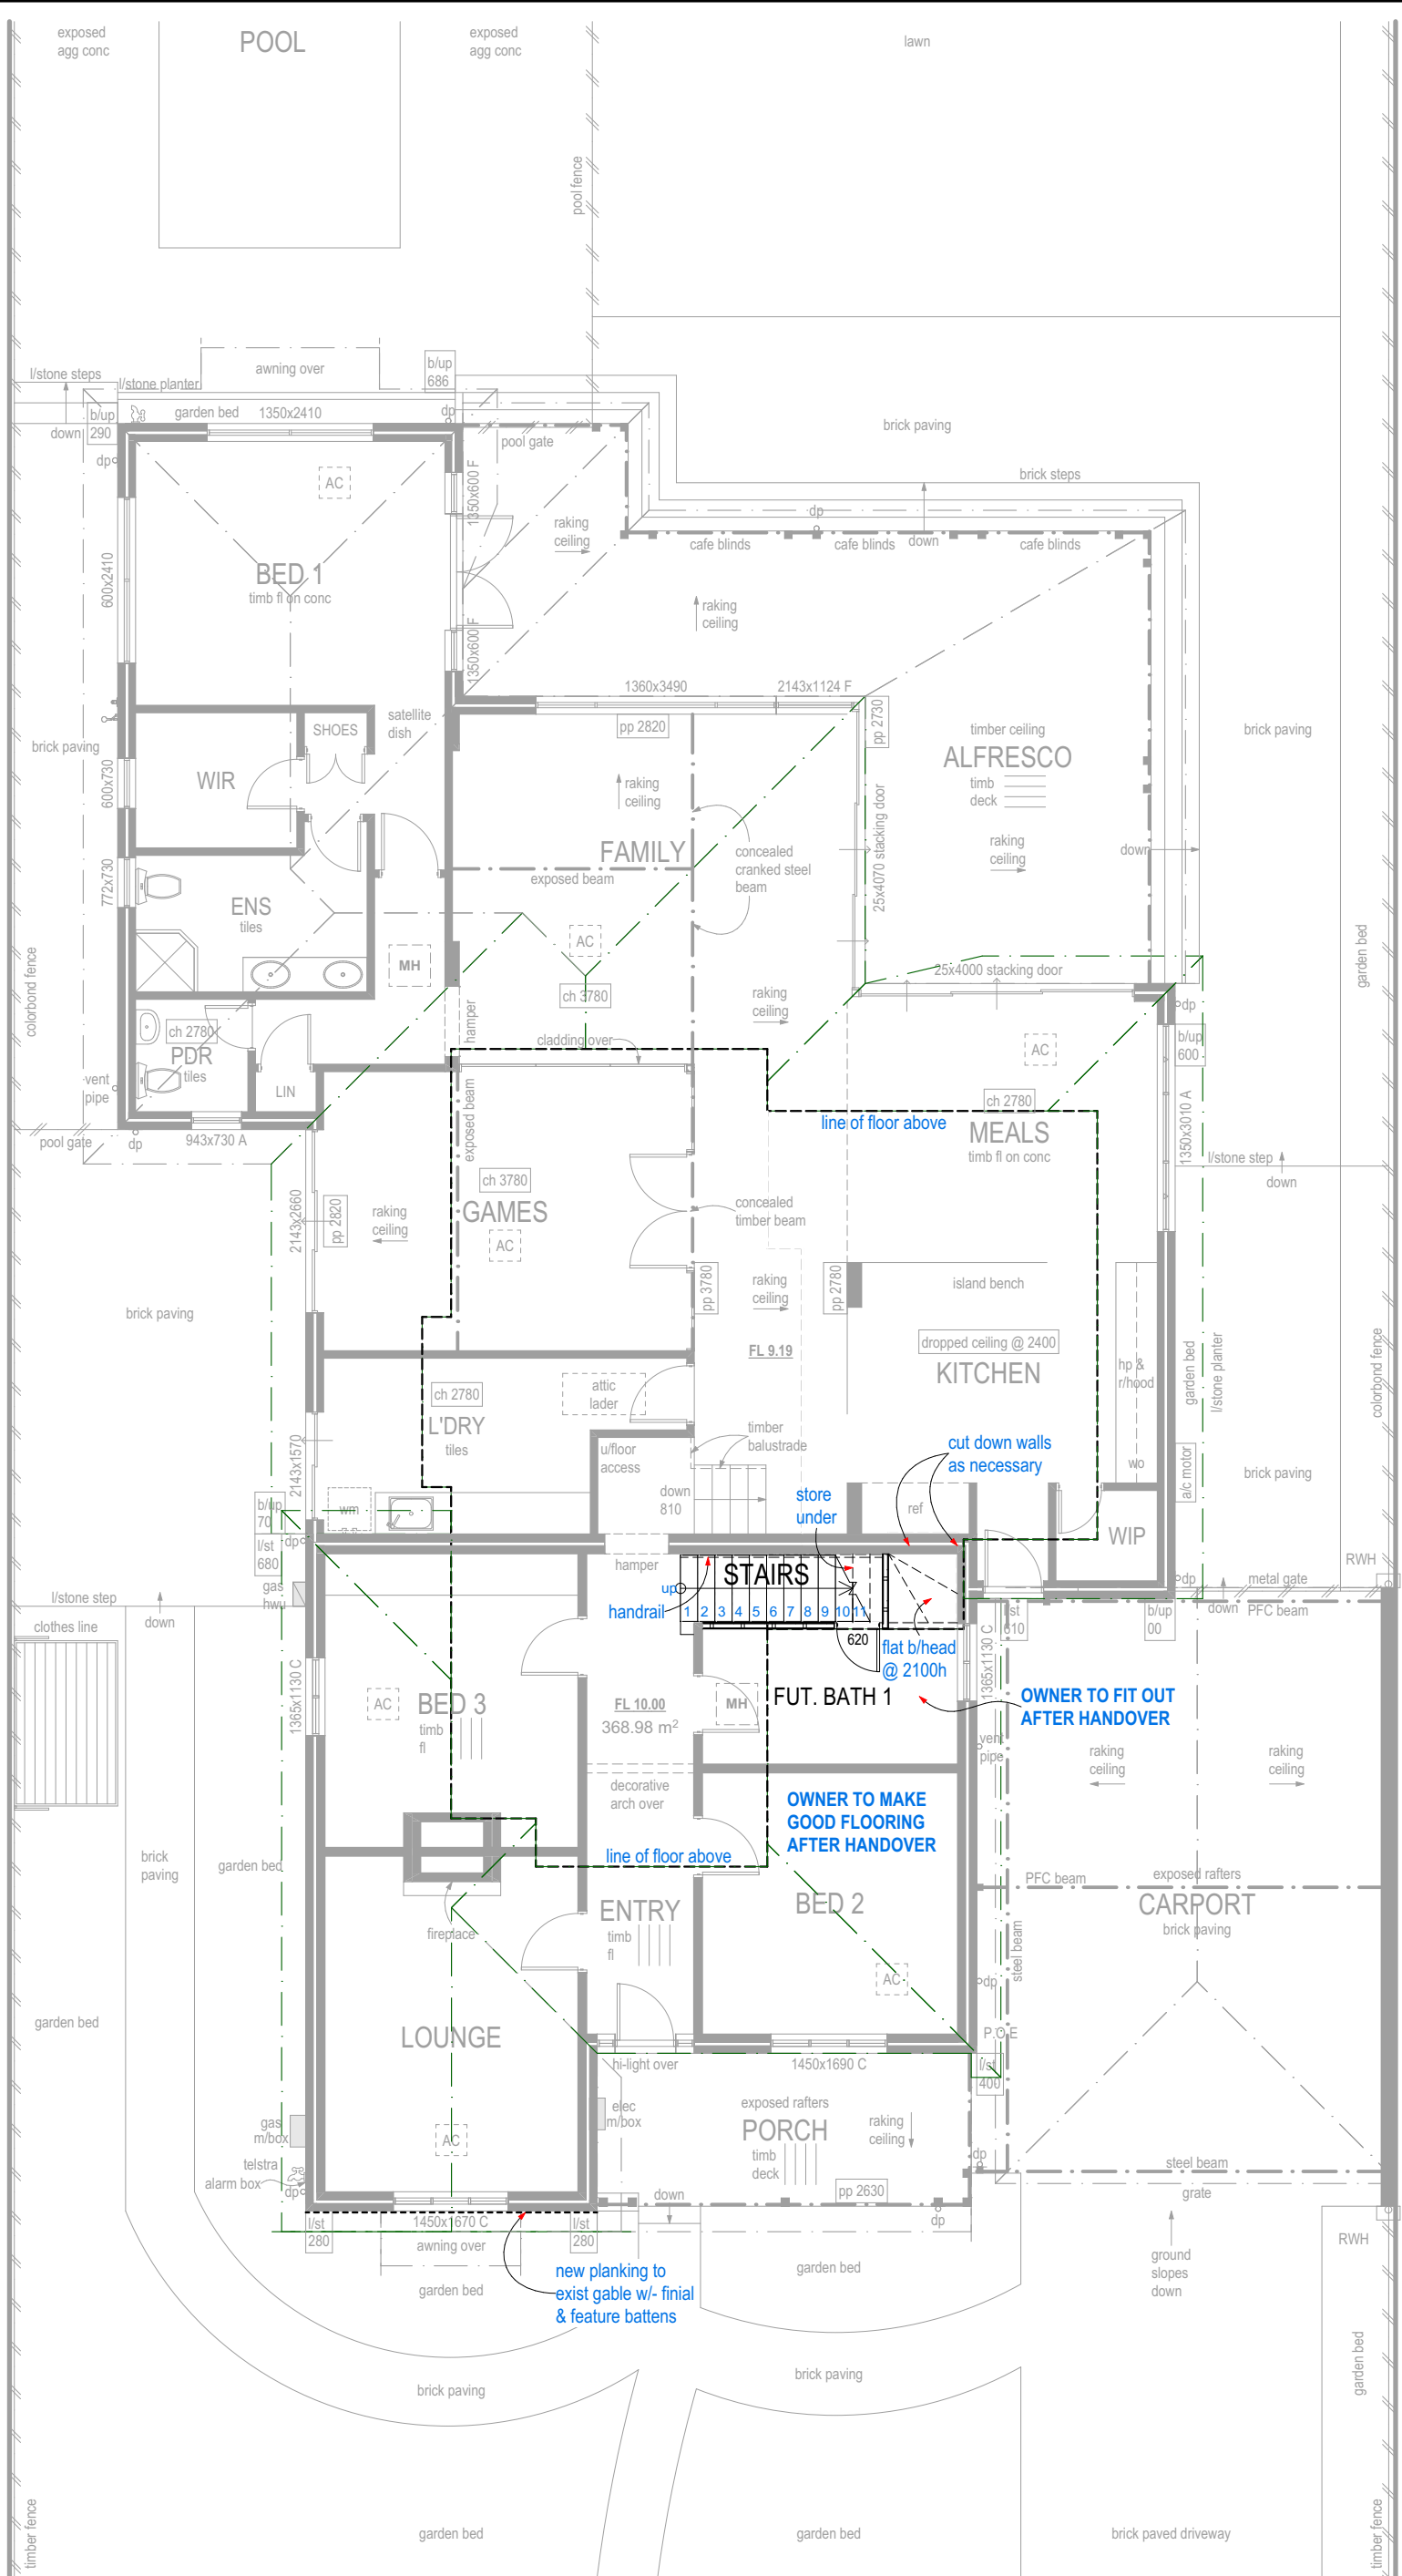 exposed
agg conc
POOL
exposed
agg conc
lawn
pool fence
l/stone steps
l/stone planter
awning over
b/up
686
b/up
290
down
garden bed
1350x2410
dp
dp
pool gate
brick paving
brick steps
AC
1350x600 F
raking
ceiling
dp
cafe blinds
cafe blinds
down
cafe blinds
BED 1
timb fl on conc
600x2410
raking
ceiling
1350x600 F
1360x3490
2143x1124 F
pp 2820
pp 2730
SHOES
satellite
dish
timber ceiling
ALFRESCO
timb
deck
brick paving
brick paving
WIR
600x730
raking
ceiling
25x4070 stacking door
raking
ceiling
down
FAMILY
exposed beam
concealed
cranked steel
beam
772x730
ENS
tiles
AC
MH
colorbond fence
garden bed
25x4000 stacking door
ch 3780
raking
ceiling
dp
hamper
cladding over
ch 2780
PDR
tiles
AC
b/up
600
vent
pipe
LIN
exposed beam
ch 2780
line of floor above
MEALS
timb fl on conc
1350x3010 A
pool gate
dp
943x730 A
l/stone step
down
ch 3780
GAMES
AC
concealed
timber beam
2143x2660
pp 2820
raking
ceiling
pp 3780
raking
ceiling
pp 2780
island bench
brick paving
FL 9.19
dropped ceiling @ 2400
KITCHEN
hp &
r/hood
garden bed
l/stone planter
colorbond fence
ch 2780
attic
lader
L'DRY
tiles
timber
balustrade
u/floor
access
cut down walls
as necessary
wo
a/c motor
brick paving
2143x1570
down
810
store
under
ref
b/up
70
wm
WIP
l/st
680
dp
hamper
RWH
gas
hwu
STAIRS
up
dp
metal gate
l/stone step
down
handrail
1 2 3 4 5 6 7 8 9 10 11
l/st
610
b/up
00
down
PFC beam
clothes line
620
flat b/head
@ 2100h
1365x1130 C
1365x1130 C
AC
BED 3
timb
fl
FL 10.00
368.98 m2
MH
FUT. BATH 1
OWNER TO FIT OUT
AFTER HANDOVER
vent
pipe
raking
ceiling
raking
ceiling
decorative
arch over
OWNER TO MAKE
GOOD FLOORING
AFTER HANDOVER
brick
paving
garden bed
line of floor above
PFC beam
exposed rafters
CARPORT
brick paving
fireplace
ENTRY
timb
fl
BED 2
steel beam
AC
dp
garden bed
LOUNGE
P.O.E
hi-light over
1450x1690 C
l/st
400
elec
m/box
exposed rafters
PORCH
timb
deck
raking
ceiling
gas
m/box
AC
telstra
alarm box
dp
dp
steel beam
grate
pp 2630
down
dp
l/st
280
1450x1670 C
l/st
280
awning over
garden bed
new planking to
exist gable w/- finial
& feature battens
garden bed
ground
slopes
down
RWH
brick paving
brick paving
garden bed
timber fence
garden bed
garden bed
brick paved driveway
timber fence